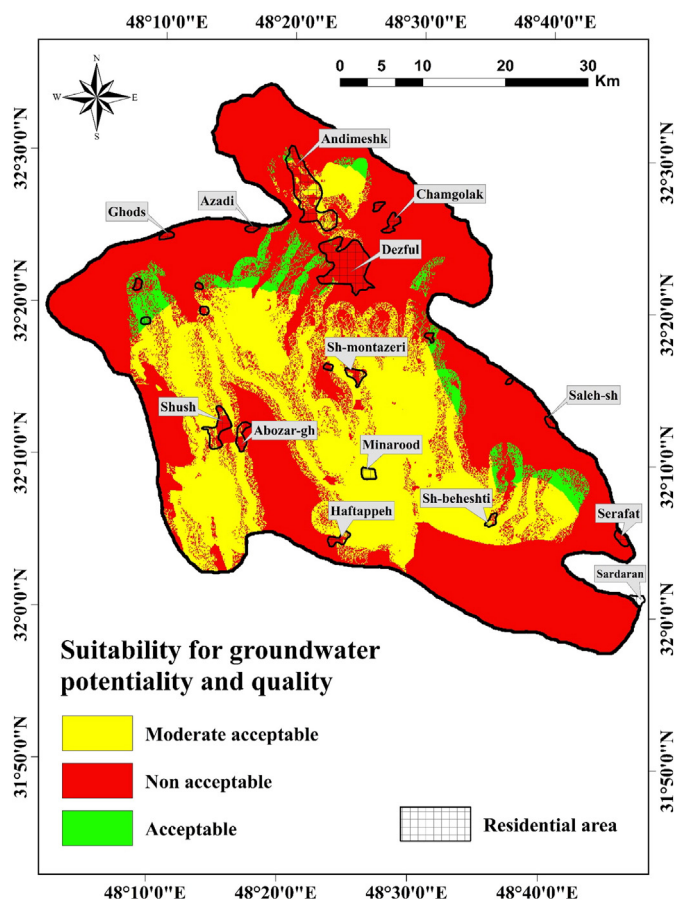 48°10'0"E 48°20'0"E 48°30'0"E 48°40'0"E
N
W E
S
0 5 10 20 30
Km
32°30'0"N 32°30'0"N
Andimeshk
Azadi
Chamgolak
Ghods
Dezful
32°20'0"N 32°20'0"N
Sh-montazeri
Shush
Saleh-sh
Abozar-gh
Minarood
32°10'0"N 32°10'0"N
Sh-beheshti
Haftappeh
Serafat
Sardaran
32°0'0"N 32°0'0"N
Suitability for groundwater
potentiality and quality
Moderate acceptable
31°50'0"N 31°50'0"N
Non acceptable
Acceptable
Residential area
48°10'0"E 48°20'0"E 48°30'0"E 48°40'0"E